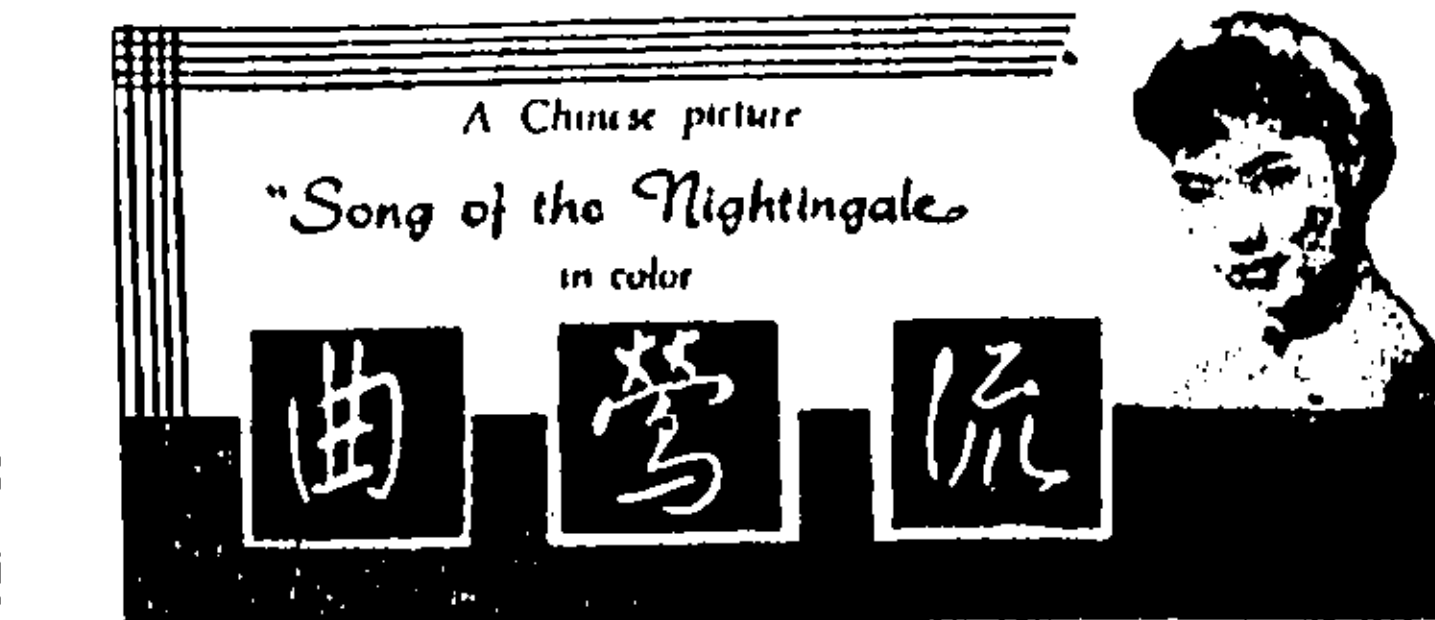 A Chinese picture
"Song of the Nightingale
in color
流鶯曲